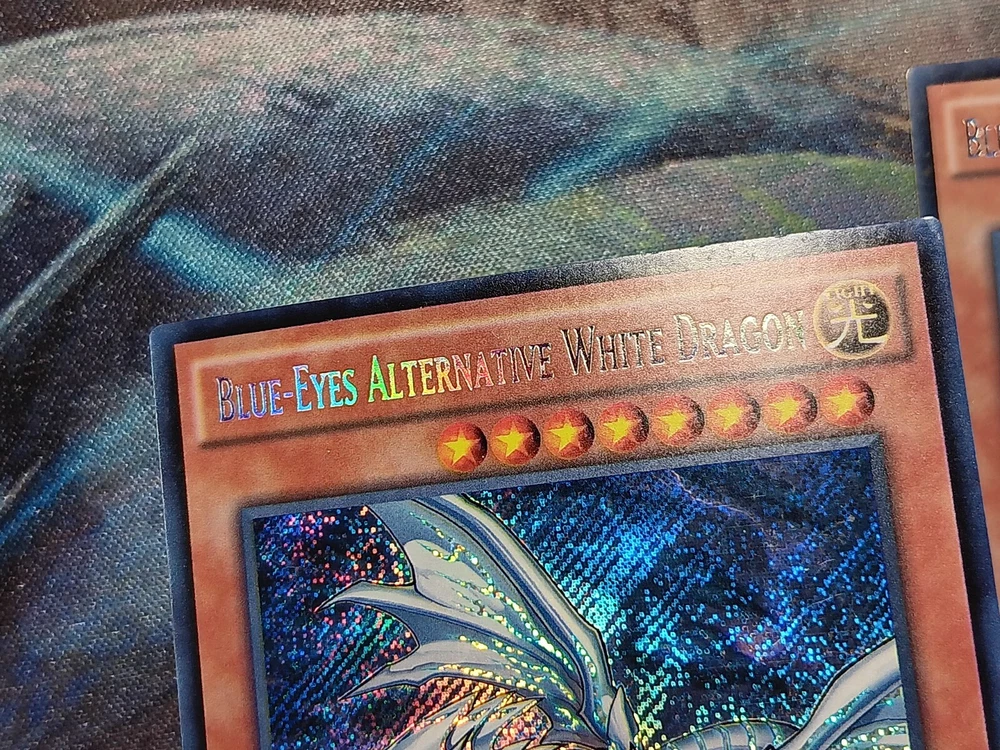 BLUE-EYES ALTERNATIVE WHITE DRAGON
LIGHT
光